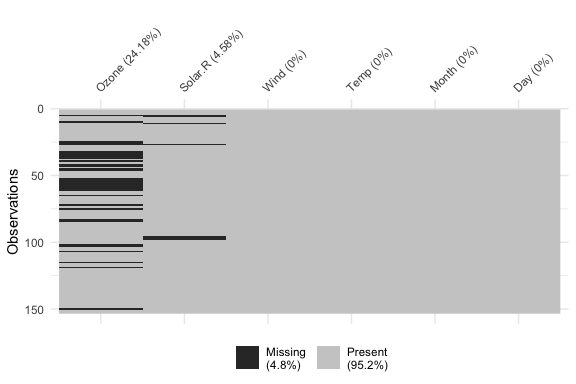 Ozone (24.18%)
Solar.R (4.58%)
Wind (0%)
Temp (0%)
Month (0%)
Day (0%)
0
50
100
150
Observations
Missing
(4.8%)
Present
(95.2%)